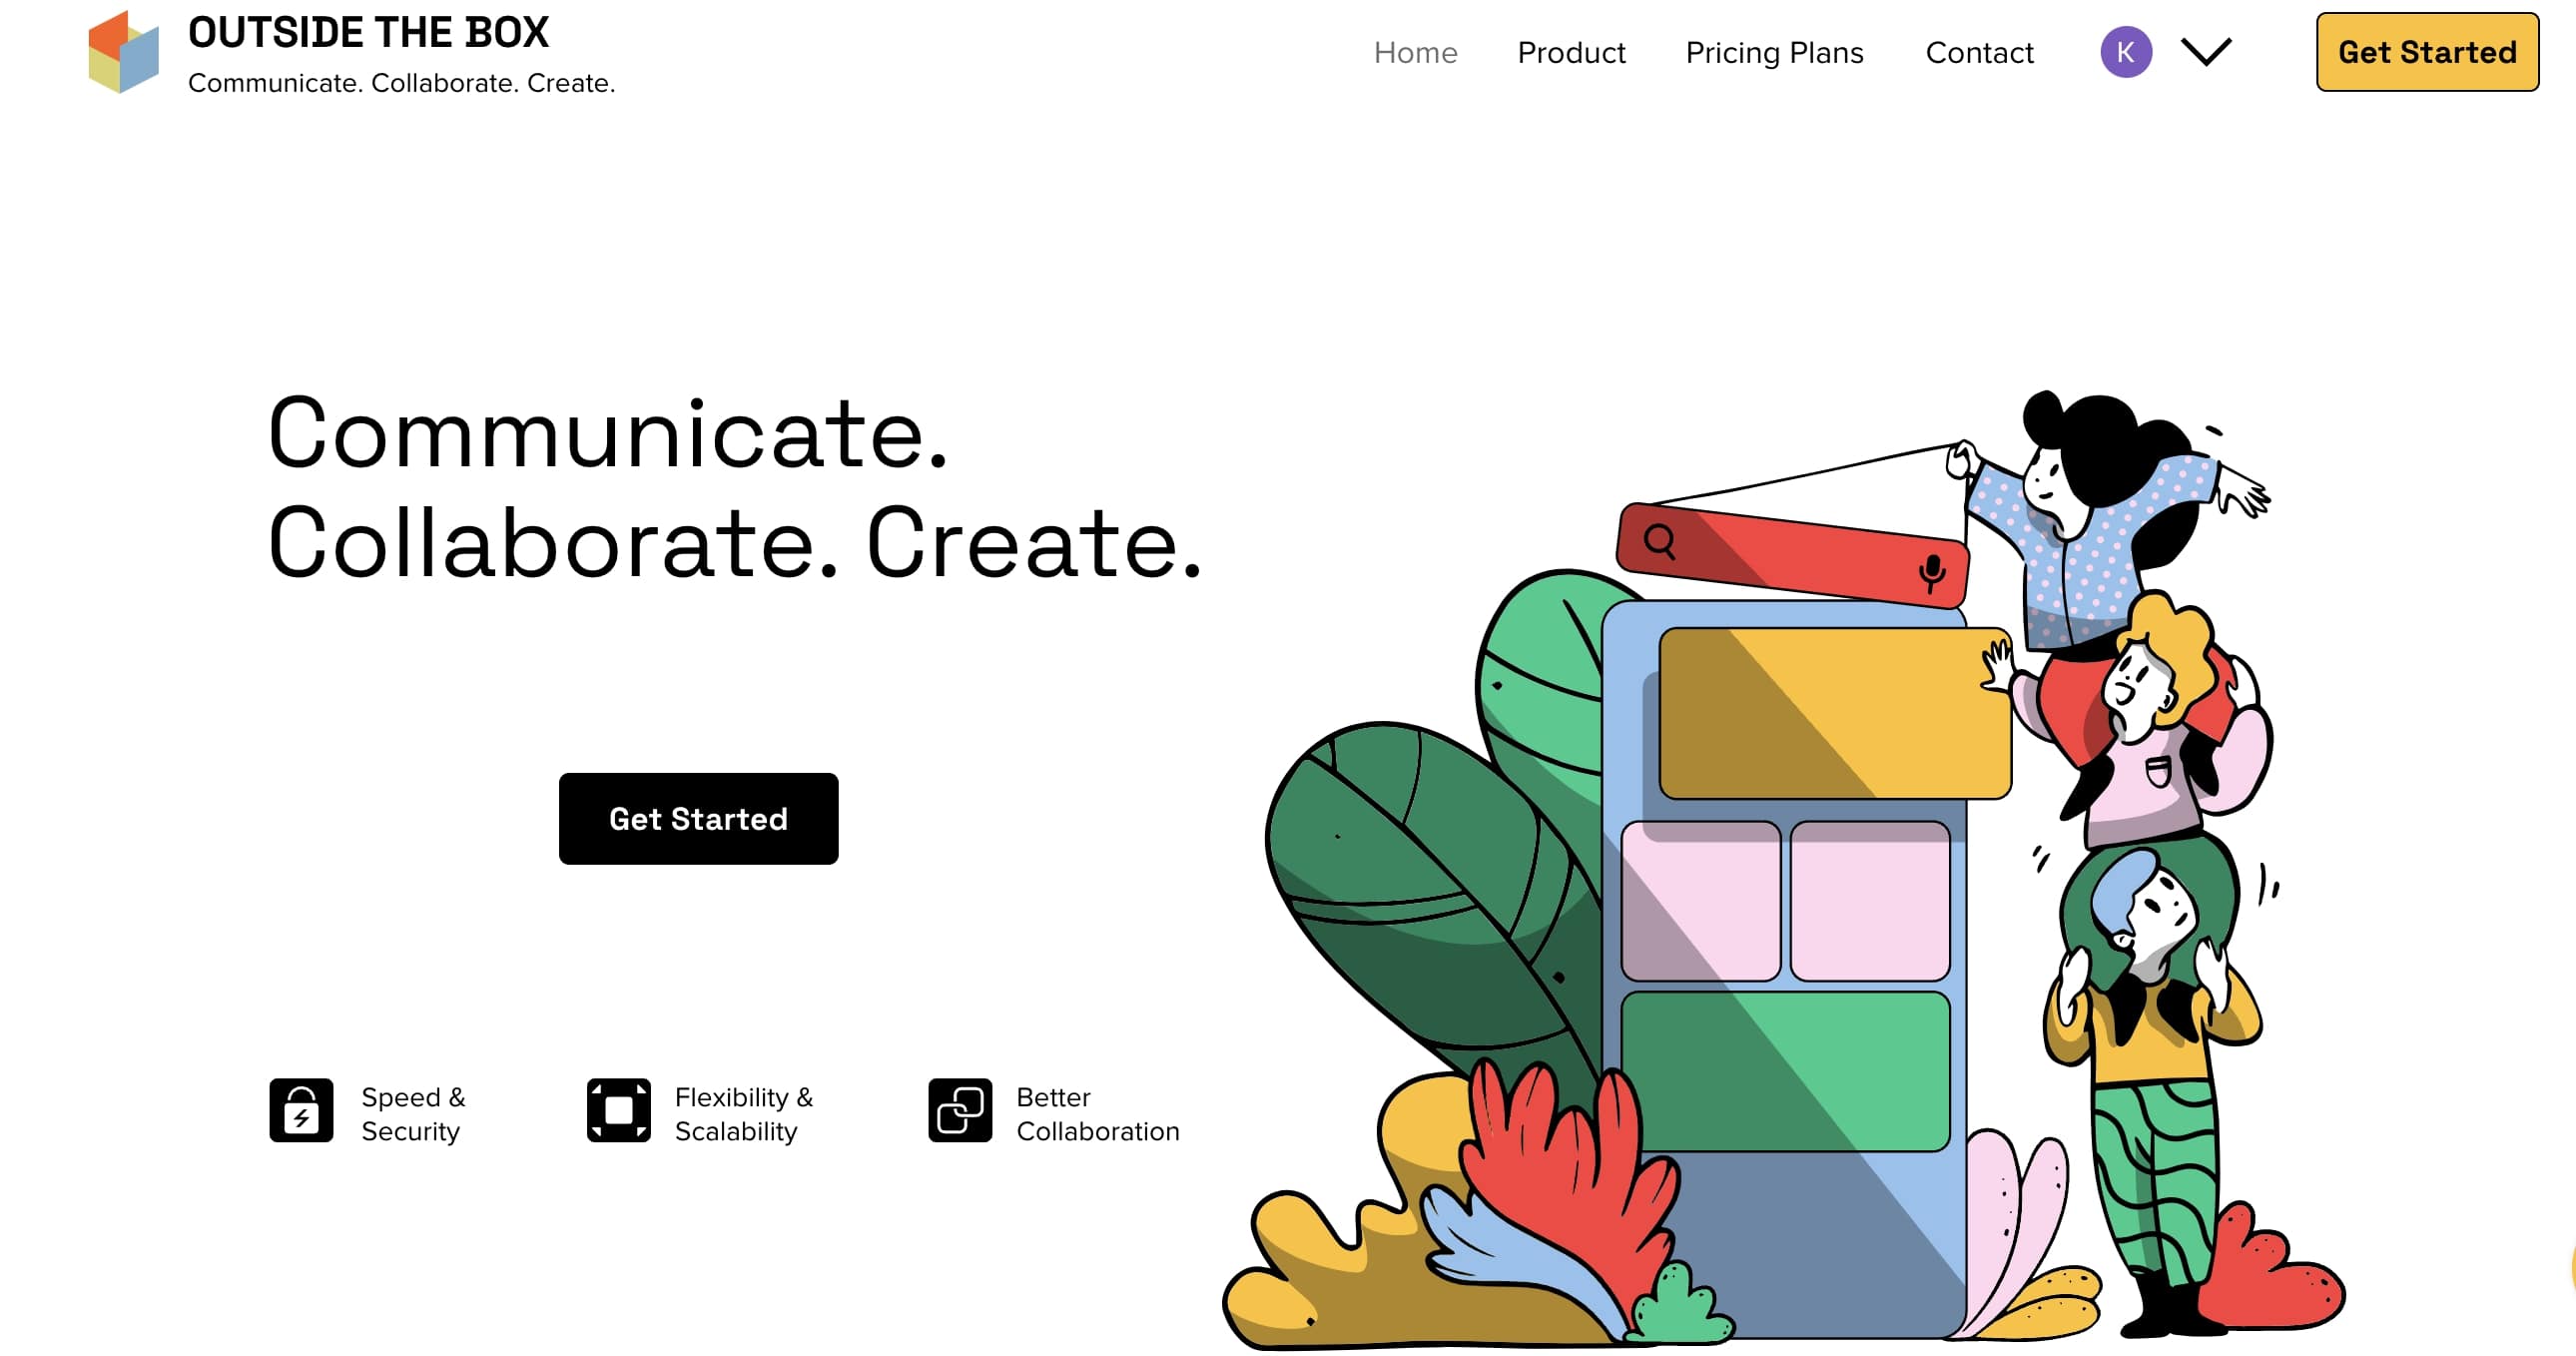 OUTSIDE THE BOX
Communicate. Collaborate. Create.
Home Product Pricing Plans Contact K Get Started
Communicate.
Collaborate. Create.
Get Started
Speed &
Security
Flexibility &
Scalability
Better
Collaboration